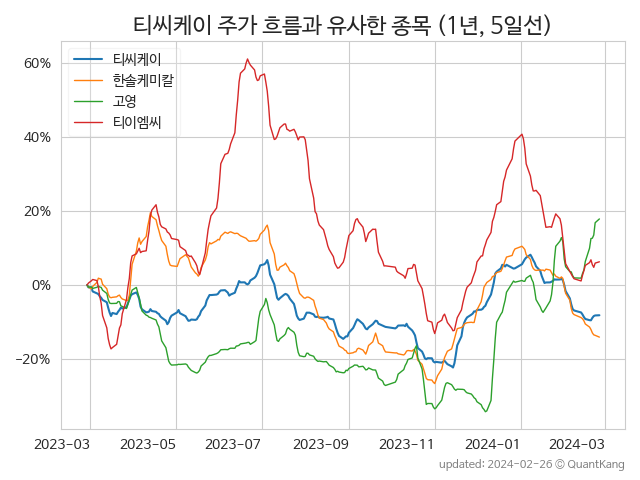 티씨케이 주가 흐름과 유사한 종목 (1년, 5일선)
티씨케이
한솔케미칼
고영
티이엠씨
60%
40%
20%
0%
−20%
2023-03 2023-05 2023-07 2023-09 2023-11 2024-01 2024-03
updated: 2024-02-26 © QuantKang